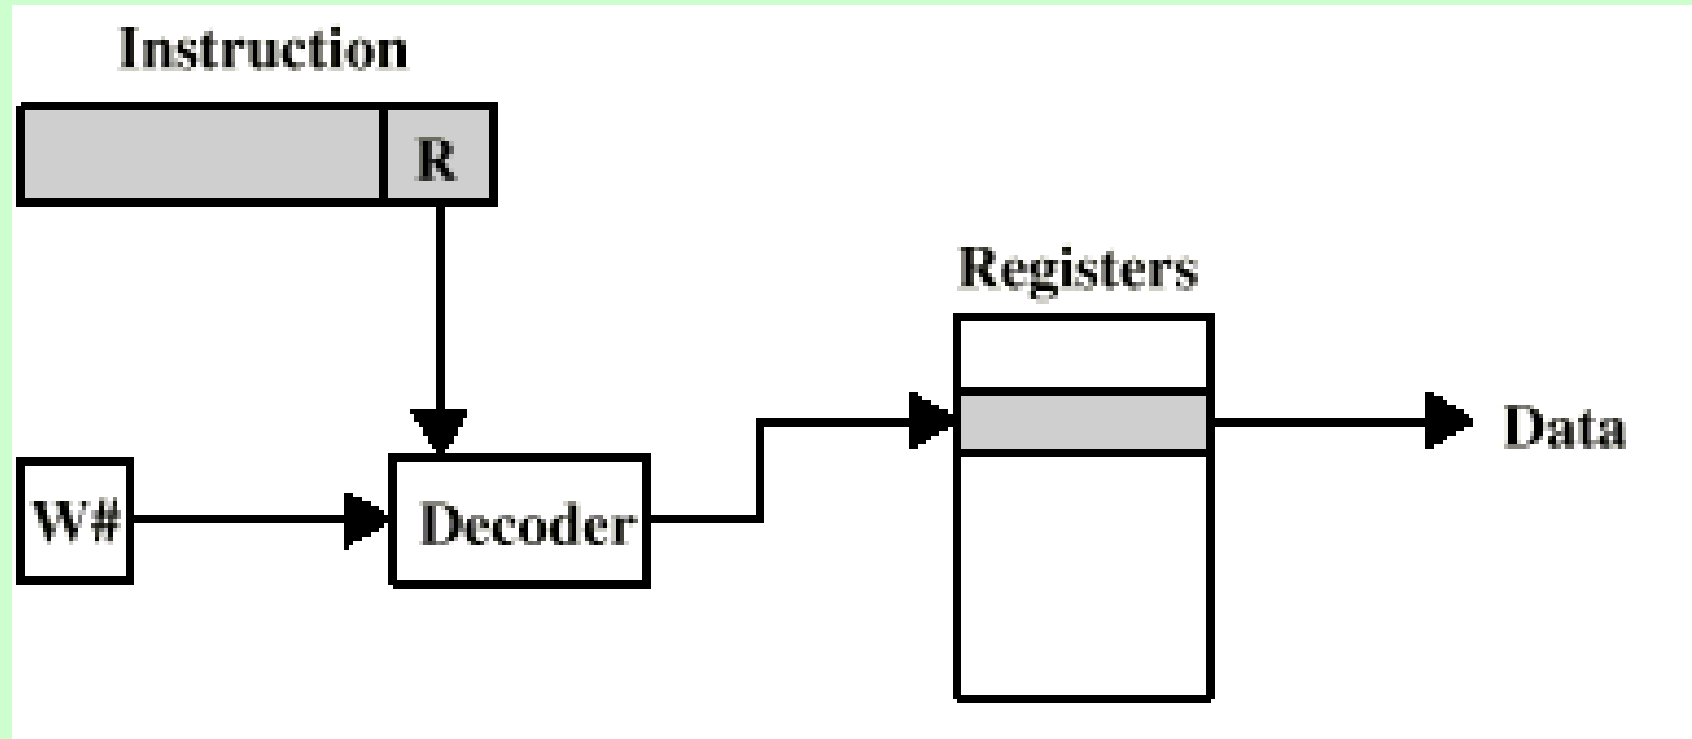 Instruction
R
Registers
Data
W#
Decoder